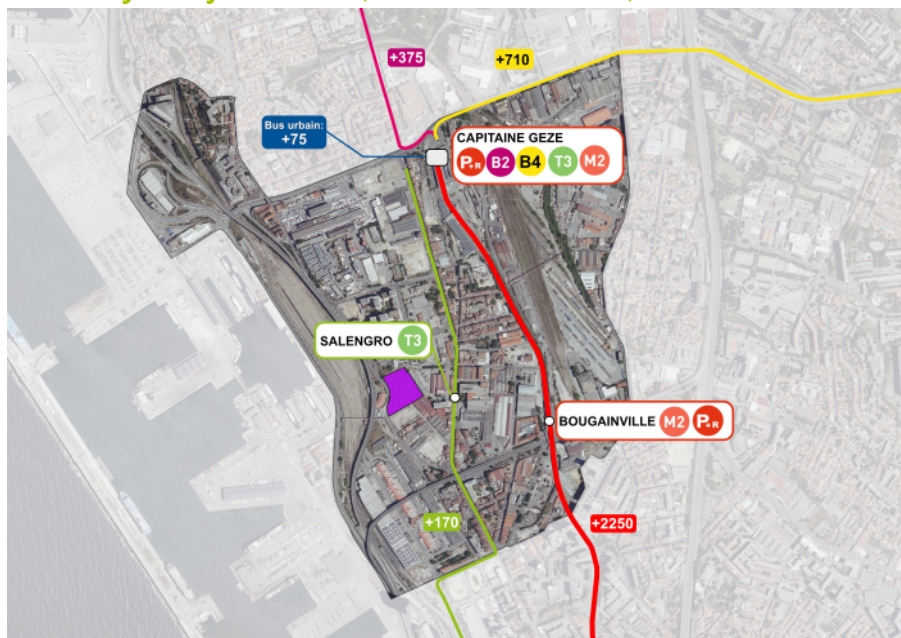 +375
+710
Bus urbain:
+75
CAPITAINE GEZE
P+R B2 B4 T3 M2
SALENGRO T3
BOUGAINVILLE M2 P+R
+170
+2250